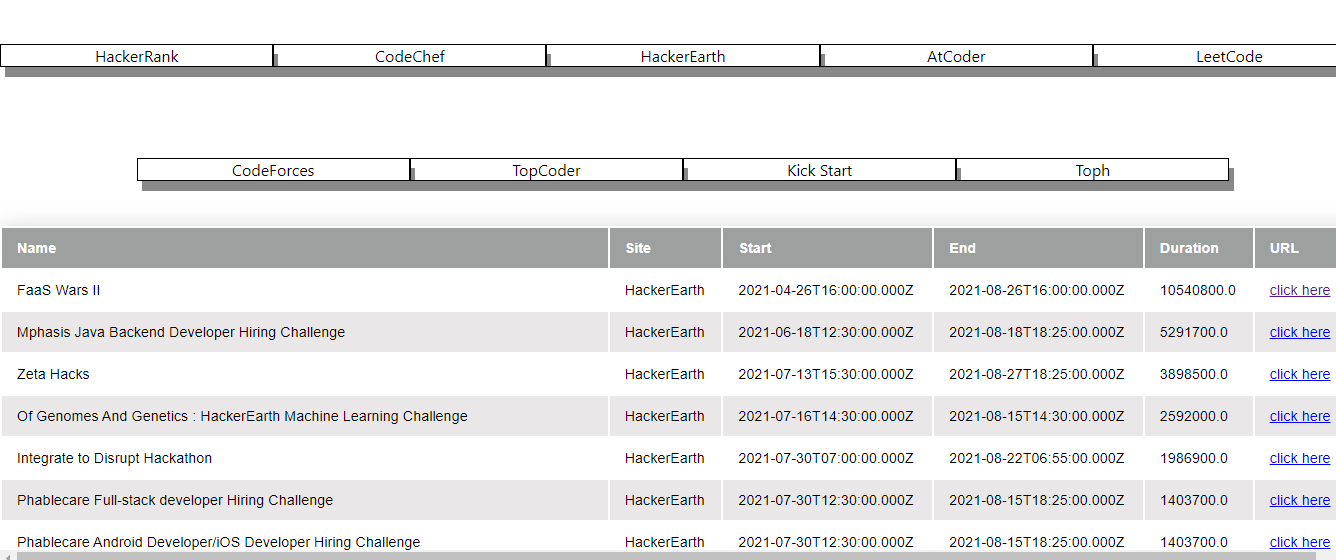 HackerRank CodeChef HackerEarth AtCoder LeetCode
CodeForces TopCoder Kick Start Toph
Name Site Start End Duration URL
FaaS Wars II HackerEarth 2021-04-26T16:00:00.000Z 2021-08-26T16:00:00.000Z 10540800.0 click here
Mphasis Java Backend Developer Hiring Challenge HackerEarth 2021-06-18T12:30:00.000Z 2021-08-18T18:25:00.000Z 5291700.0 click here
Zeta Hacks HackerEarth 2021-07-13T15:30:00.000Z 2021-08-27T18:25:00.000Z 3898500.0 click here
Of Genomes And Genetics : HackerEarth Machine Learning Challenge HackerEarth 2021-07-16T14:30:00.000Z 2021-08-15T14:30:00.000Z 2592000.0 click here
Integrate to Disrupt Hackathon HackerEarth 2021-07-30T07:00:00.000Z 2021-08-22T06:55:00.000Z 1986900.0 click here
Phablecare Full-stack developer Hiring Challenge HackerEarth 2021-07-30T12:30:00.000Z 2021-08-15T18:25:00.000Z 1403700.0 click here
Phablecare Android Developer/iOS Developer Hiring Challenge HackerEarth 2021-07-30T12:30:00.000Z 2021-08-15T18:25:00.000Z 1403700.0 click here